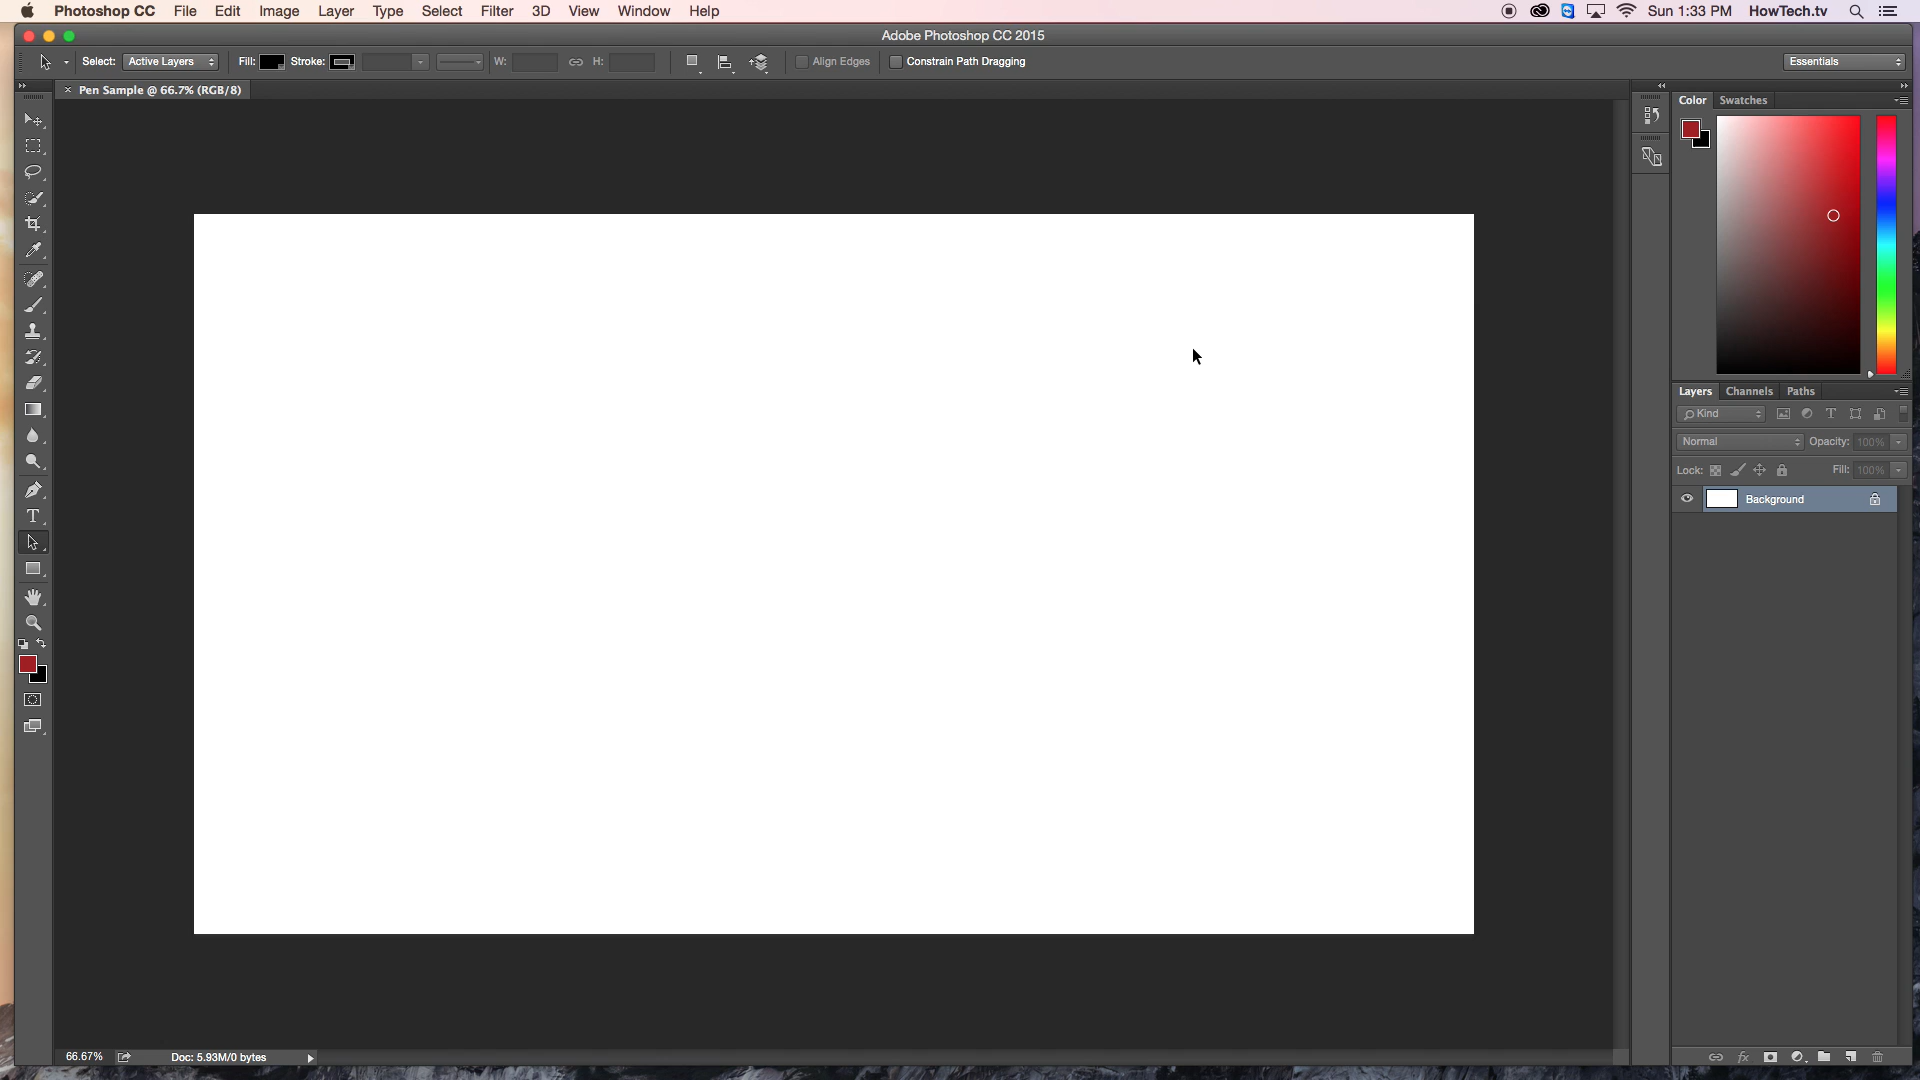 Photoshop CC File Edit Image Layer Type Select Filter 3D View Window Help Sun 1:33 PM HowTech.tv
Adobe Photoshop CC 2015
Select: Active Layers Fill: Stroke: W: H: Align Edges Constrain Path Dragging Essentials
× Pen Sample @ 66.7% (RGB/8)
Color Swatches
Layers Channels Paths
Kind
Normal Opacity: 100%
Lock: Fill: 100%
Background
T
66.67% Doc: 5.93M/0 bytes
fx